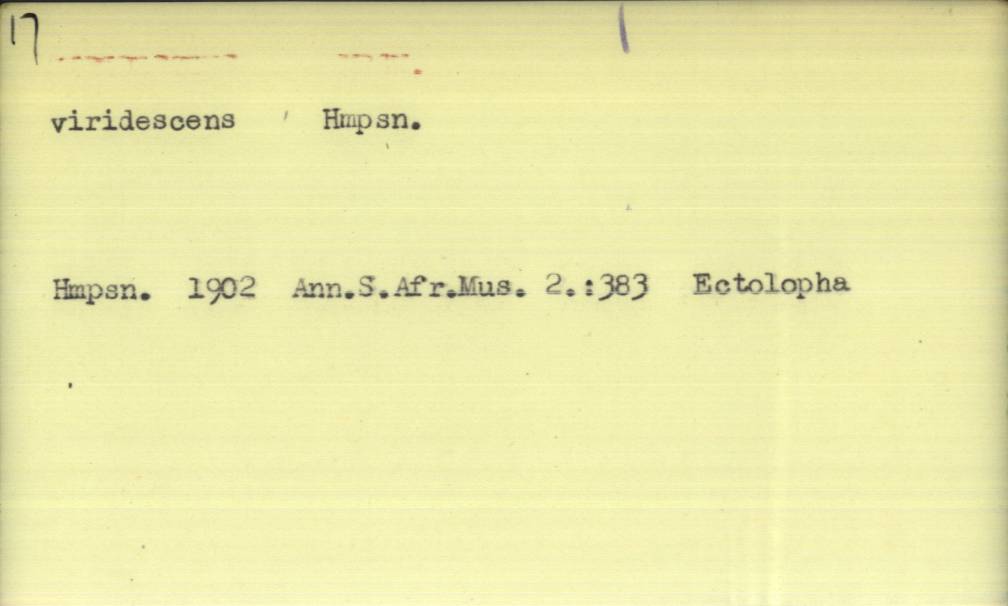 17
viridescens Hmpsn.
Hmpsn. 1902 Ann.S.Afr.Mus. 2.:383 Ectolopha